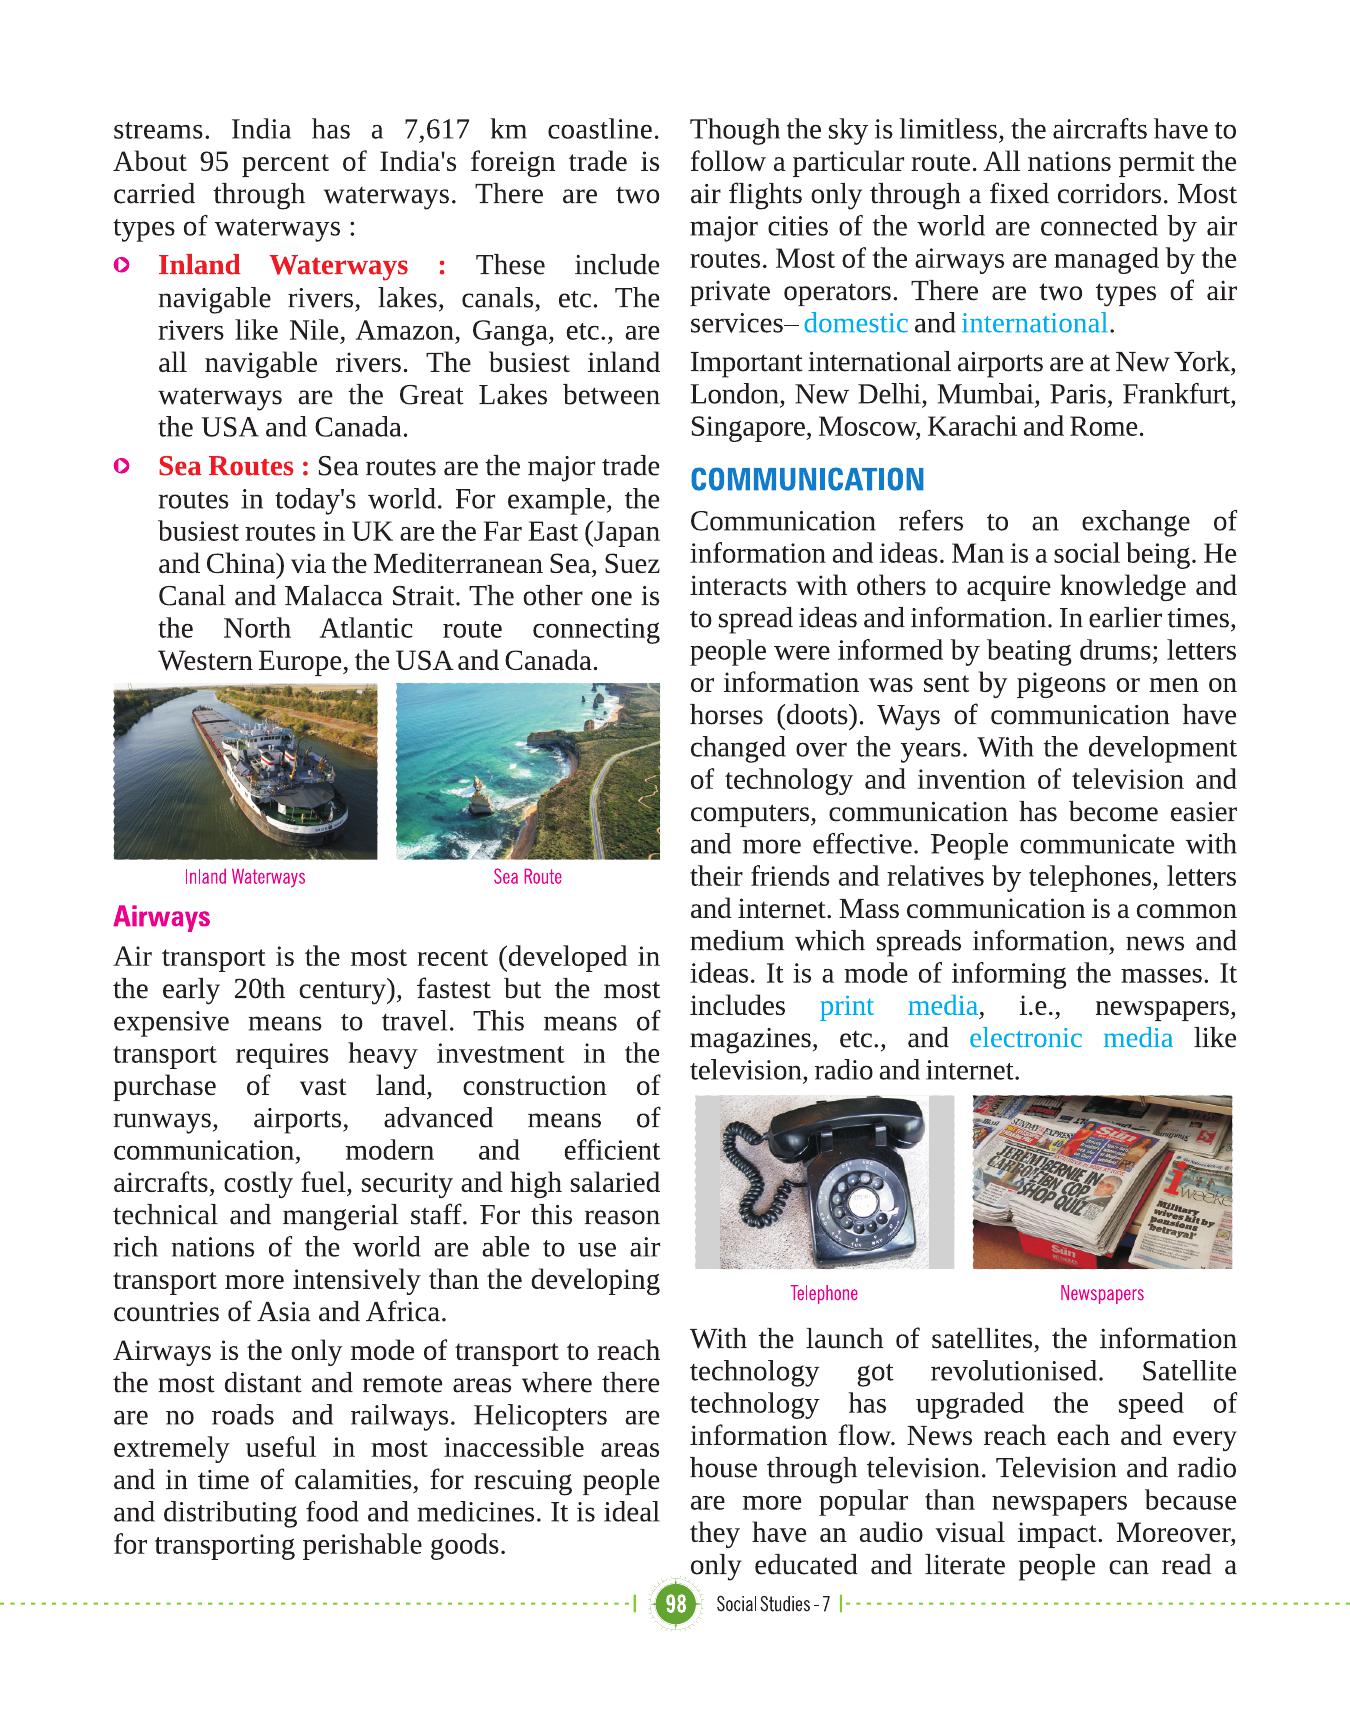 streams. India has a 7,617 km coastline.
About 95 percent of India's foreign trade is
carried through waterways. There are two
types of waterways :
Inland Waterways : These include
navigable rivers, lakes, canals, etc. The
rivers like Nile, Amazon, Ganga, etc., are
all navigable rivers. The busiest inland
waterways are the Great Lakes between
the USA and Canada.
Sea Routes : Sea routes are the major trade
routes in today's world. For example, the
busiest routes in UK are the Far East (Japan
and China) via the Mediterranean Sea, Suez
Canal and Malacca Strait. The other one is
the North Atlantic route connecting
Western Europe, the USA and Canada.
Inland Waterways
Sea Route
Airways
Air transport is the most recent (developed in
the early 20th century), fastest but the most
expensive means to travel. This means of
transport requires heavy investment in the
purchase of vast land, construction of
runways, airports, advanced means of
communication, modern and efficient
aircrafts, costly fuel, security and high salaried
technical and mangerial staff. For this reason
rich nations of the world are able to use air
transport more intensively than the developing
countries of Asia and Africa.
Airways is the only mode of transport to reach
the most distant and remote areas where there
are no roads and railways. Helicopters are
extremely useful in most inaccessible areas
and in time of calamities, for rescuing people
and distributing food and medicines. It is ideal
for transporting perishable goods.
Though the sky is limitless, the aircrafts have to
follow a particular route. All nations permit the
air flights only through a fixed corridors. Most
major cities of the world are connected by air
routes. Most of the airways are managed by the
private operators. There are two types of air
services– domestic and international.
Important international airports are at New York,
London, New Delhi, Mumbai, Paris, Frankfurt,
Singapore, Moscow, Karachi and Rome.
COMMUNICATION
Communication refers to an exchange of
information and ideas. Man is a social being. He
interacts with others to acquire knowledge and
to spread ideas and information. In earlier times,
people were informed by beating drums; letters
or information was sent by pigeons or men on
horses (doots). Ways of communication have
changed over the years. With the development
of technology and invention of television and
computers, communication has become easier
and more effective. People communicate with
their friends and relatives by telephones, letters
and internet. Mass communication is a common
medium which spreads information, news and
ideas. It is a mode of informing the masses. It
includes print media, i.e., newspapers,
magazines, etc., and electronic media like
television, radio and internet.
SUNDAY EXPRESS
Sun
JEREMY BERNIE IN
CARROT IBN COP
SHOP QUIZ
i
weeke
Military
wives hit by
pensions
'betrayal'
Sun
Telephone
Newspapers
With the launch of satellites, the information
technology got revolutionised. Satellite
technology has upgraded the speed of
information flow. News reach each and every
house through television. Television and radio
are more popular than newspapers because
they have an audio visual impact. Moreover,
only educated and literate people can read a
98
Social Studies - 7